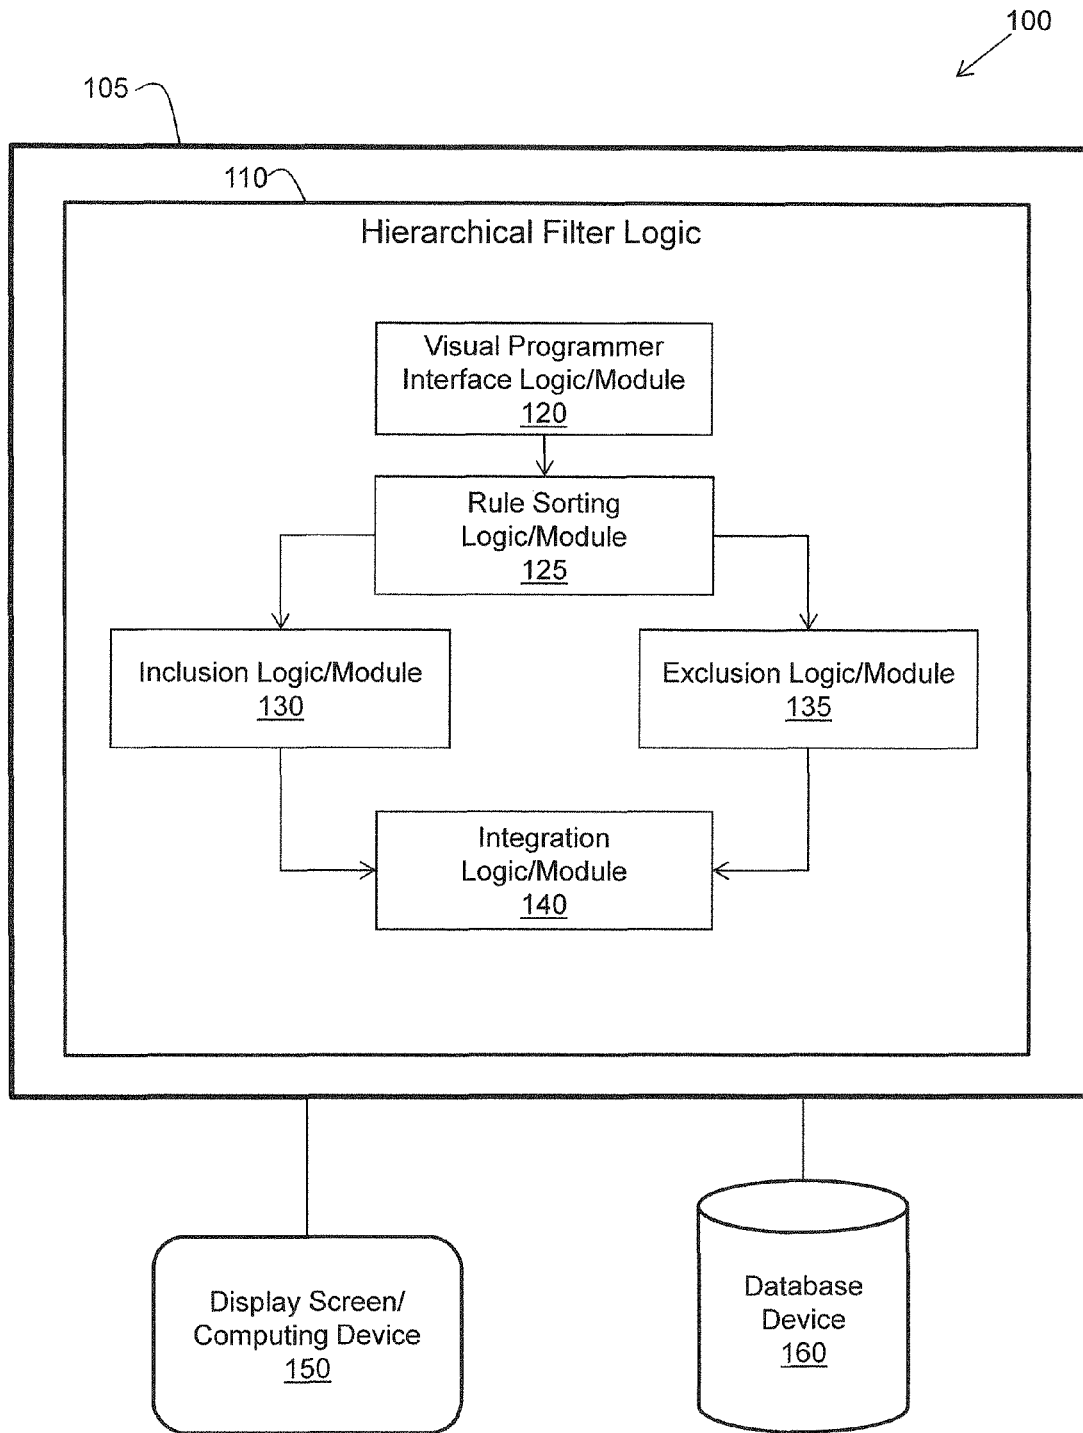 100
105
110
Hierarchical Filter Logic
Visual Programmer
Interface Logic/Module
120
Rule Sorting
Logic/Module
125
Inclusion Logic/Module
130
Exclusion Logic/Module
135
Integration
Logic/Module
140
Display Screen/
Computing Device
150
Database
Device
160